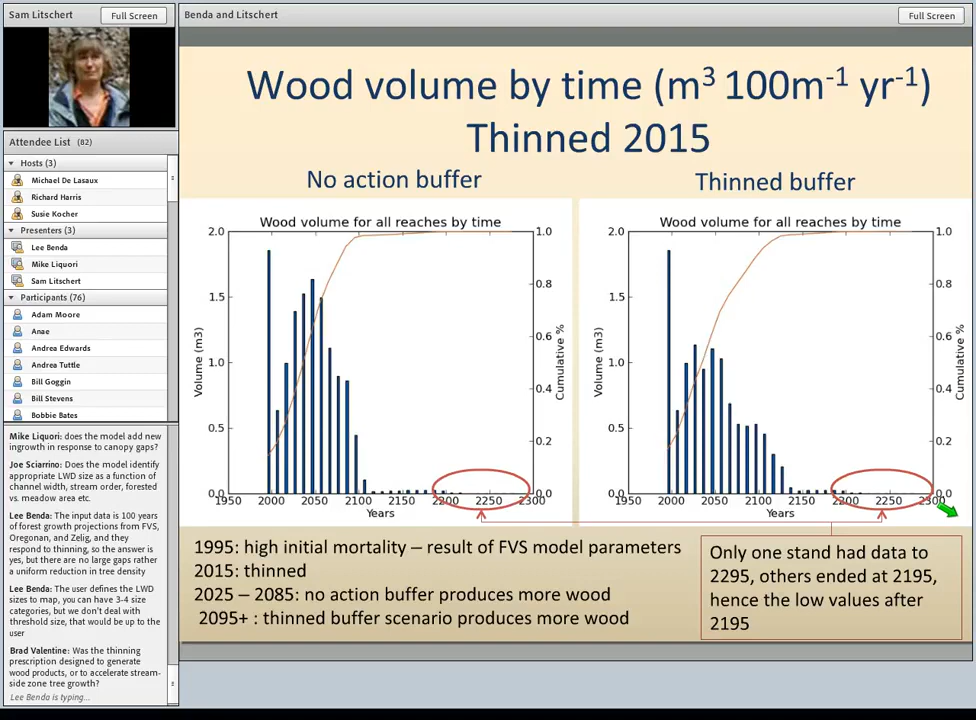 Sam Litschert
Full Screen
Attendee List (82)
Hosts (3)
Michael De Lasaux
Richard Harris
Susie Kocher
Presenters (3)
Lee Benda
Mike Liquori
Sam Litschert
Participants (76)
Adam Moore
Anae
Andrea Edwards
Andrea Tuttle
Bill Goggin
Bill Stevens
Bobbie Bates
Mike Liquori: does the model add new
ingrowth in response to canopy gaps?
Joe Sciarrino: Does the model identify
appropriate LWD size as a function of
channel width, stream order, forested
vs. meadow area etc.
Lee Benda: The input data is 100 years
of forest growth projections from FVS,
Oregonan, and Zelig, and they
respond to thinning, so the answer is
yes, but there are no large gaps rather
a uniform reduction in tree density
Lee Benda: The user defines the LWD
sizes to map, you can have 3-4 size
categories, but we don't deal with
threshold size, that would be up to the
user
Brad Valentine: Was the thinning
prescription designed to generate
wood products, or to accelerate stream-
side zone tree growth?
Lee Benda is typing...
Benda and Litschert
Full Screen
Wood volume by time (m3 100m-1 yr-1)
Thinned 2015
No action buffer
Wood volume for all reaches by time
Volume (m3)
2.0
1.5
1.0
0.5
0.0
1.0
0.8
0.6
0.4
0.2
0.0
Cumulative %
1950 2000 2050 2100 2150 2200 2250 2300
Years
Thinned buffer
Wood volume for all reaches by time
Volume (m3)
2.0
1.5
1.0
0.5
0.0
1.0
0.8
0.6
0.4
0.2
0.0
Cumulative %
1950 2000 2050 2100 2150 2200 2250 2300
Years
1995: high initial mortality – result of FVS model parameters
2015: thinned
2025 – 2085: no action buffer produces more wood
2095+ : thinned buffer scenario produces more wood
Only one stand had data to
2295, others ended at 2195,
hence the low values after
2195